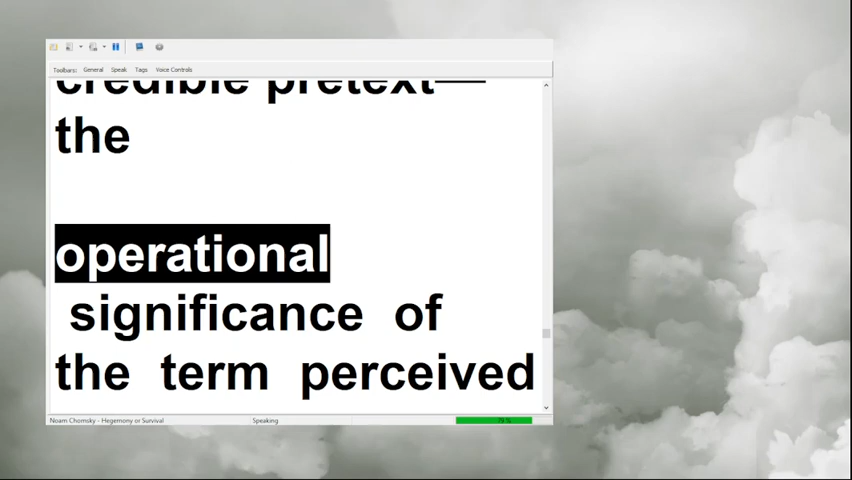 Toolbars: General Speak Tags Voice Controls
credible pretext—
the
operational
significance of
the term perceived
Noam Chomsky - Hegemony or Survival Speaking 75 %